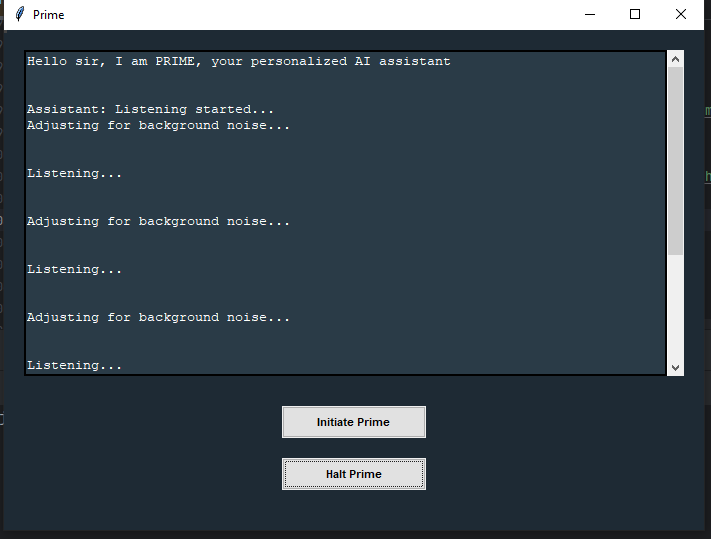 Prime
Hello sir, I am PRIME, your personalized AI assistant
Assistant: Listening started...
Adjusting for background noise...
Listening...
Adjusting for background noise...
Listening...
Adjusting for background noise...
Listening...
Initiate Prime
Halt Prime